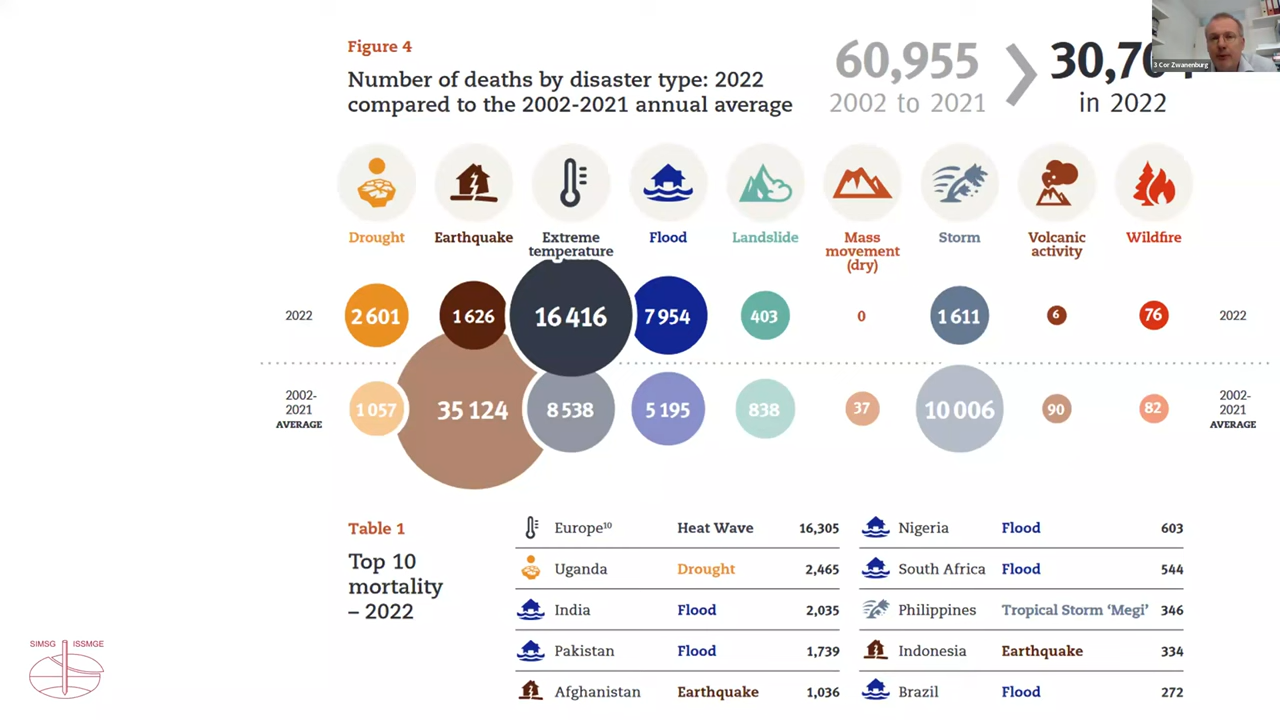 Figure 4
Number of deaths by disaster type: 2022
compared to the 2002-2021 annual average
60,955
2002 to 2021
in 2022
3 Cor Zwanenburg
Drought
Earthquake
Extreme
temperature
Flood
Landslide
Mass
movement
(dry)
Storm
Volcanic
activity
Wildfire
2022
2 601
1 626
16 416
7 954
403
0
1 611
6
76
2022
2002-
2021
AVERAGE
1 057
35 124
8 538
5 195
838
37
10 006
90
82
2002-
2021
AVERAGE
Table 1
Top 10
mortality
– 2022
Europe¹⁰ Heat Wave 16,305
Uganda Drought 2,465
India Flood 2,035
Pakistan Flood 1,739
Afghanistan Earthquake 1,036
Nigeria Flood 603
South Africa Flood 544
Philippines Tropical Storm ‘Megi’ 346
Indonesia Earthquake 334
Brazil Flood 272
SIMSG ISSMGE